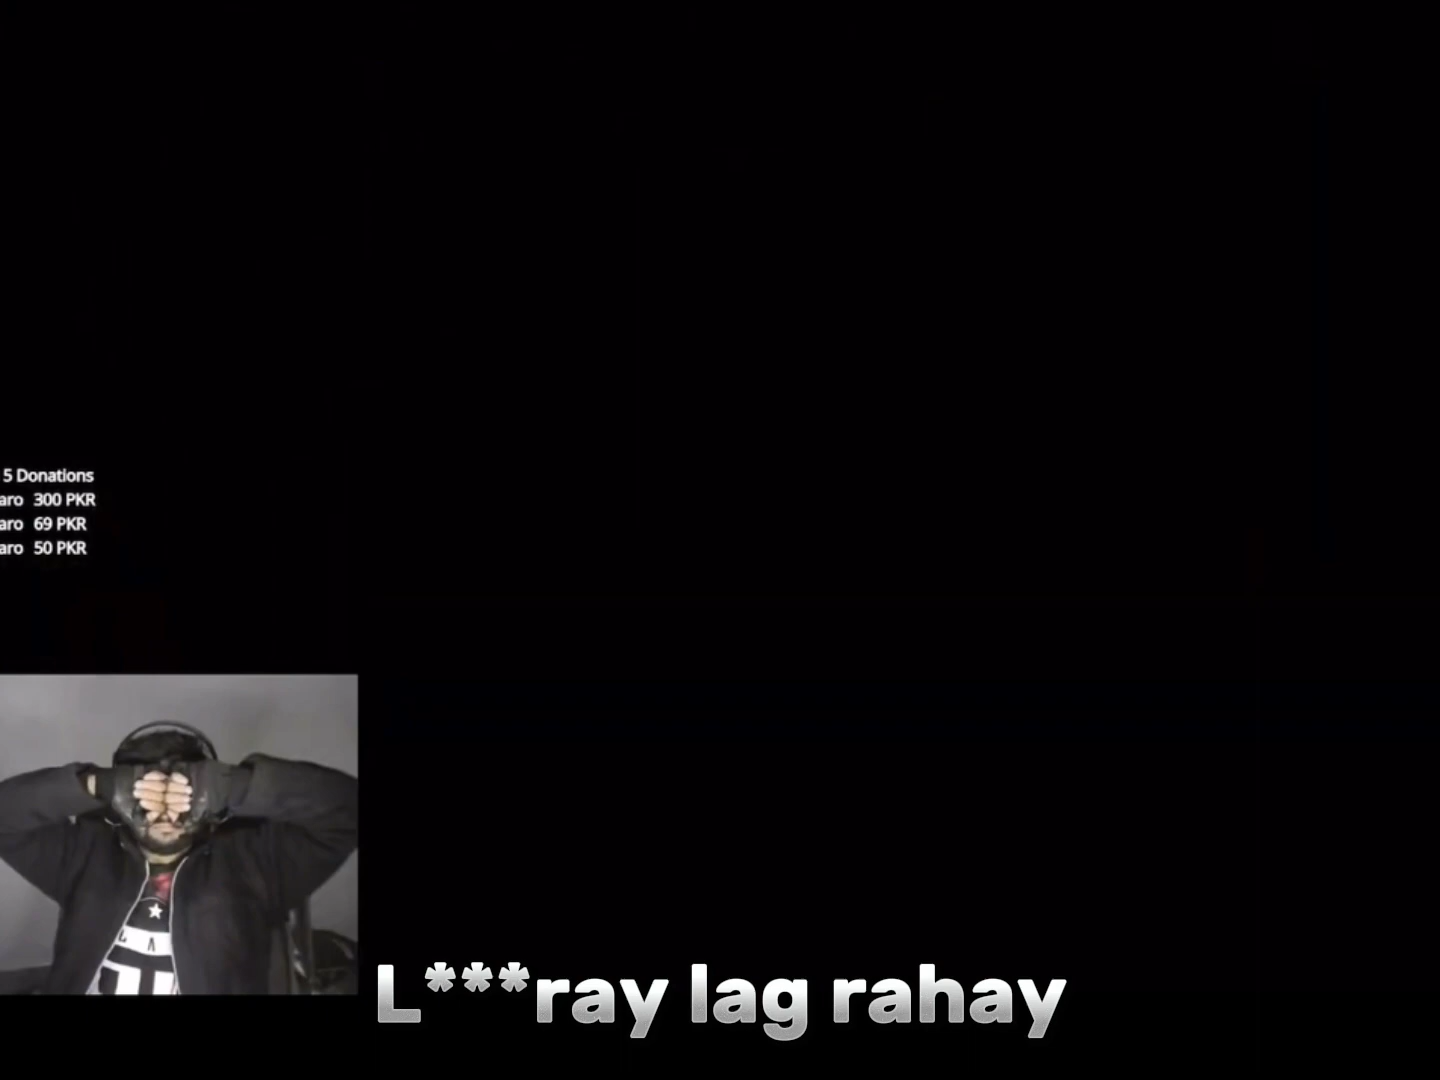 5 Donations
aro 300 PKR
aro 69 PKR
aro 50 PKR
L A
L***ray lag rahay